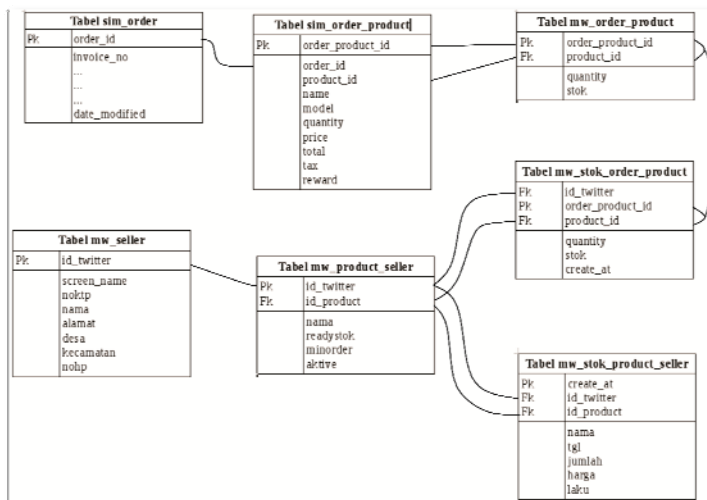 Tabel sim_order
Pk order_id
invoice_no
...
...
...
date_modified
Tabel sim_order_product
Pk order_product_id
order_id
product_id
name
model
quantity
price
total
tax
reward
Tabel mw_order_product
Pk order_product_id
Fk product_id
quantity
stok
Tabel mw_stok_order_product
Fk id_twitter
Pk order_product_id
Fk product_id
quantity
stok
create_at
Tabel mw_seller
Pk id_twitter
screen_name
noktp
nama
alamat
desa
kecamatan
nohp
Tabel mw_product_seller
Pk id_twitter
Fk id_product
nama
readystok
minorder
aktive
Tabel mw_stok_product_seller
Pk create_at
Fk id_twitter
Fk id_product
nama
tgl
jumlah
harga
laku